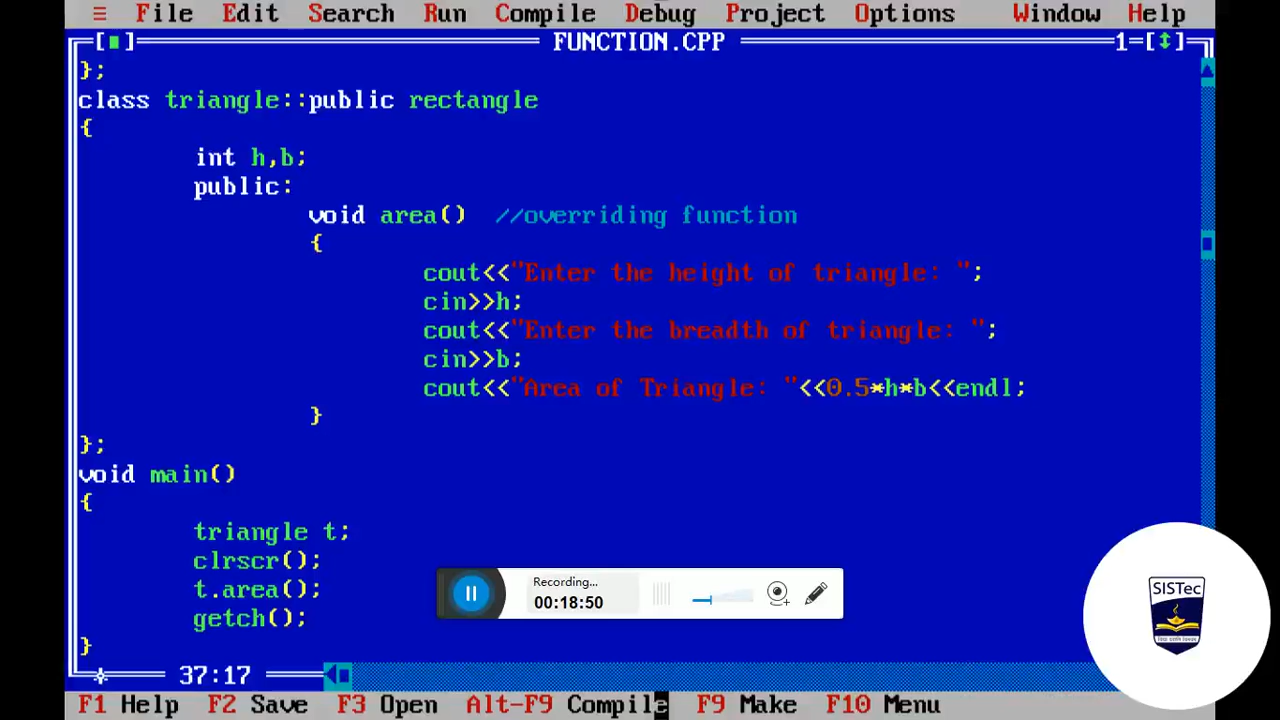 ≡ File Edit Search Run Compile Debug Project Options Window Help
[■] FUNCTION.CPP 1=[↕]
};
class triangle::public rectangle
{
int h,b;
public:
void area() //overriding function
{
cout<<"Enter the height of triangle: ";
cin>>h;
cout<<"Enter the breadth of triangle: ";
cin>>b;
cout<<"Area of Triangle: "<<0.5*h*b<<endl;
}
};
void main()
{
triangle t;
clrscr();
t.area();
getch();
}
Recording...
00:18:50
SISTec
37:17
F1 Help F2 Save F3 Open Alt-F9 Compile F9 Make F10 Menu